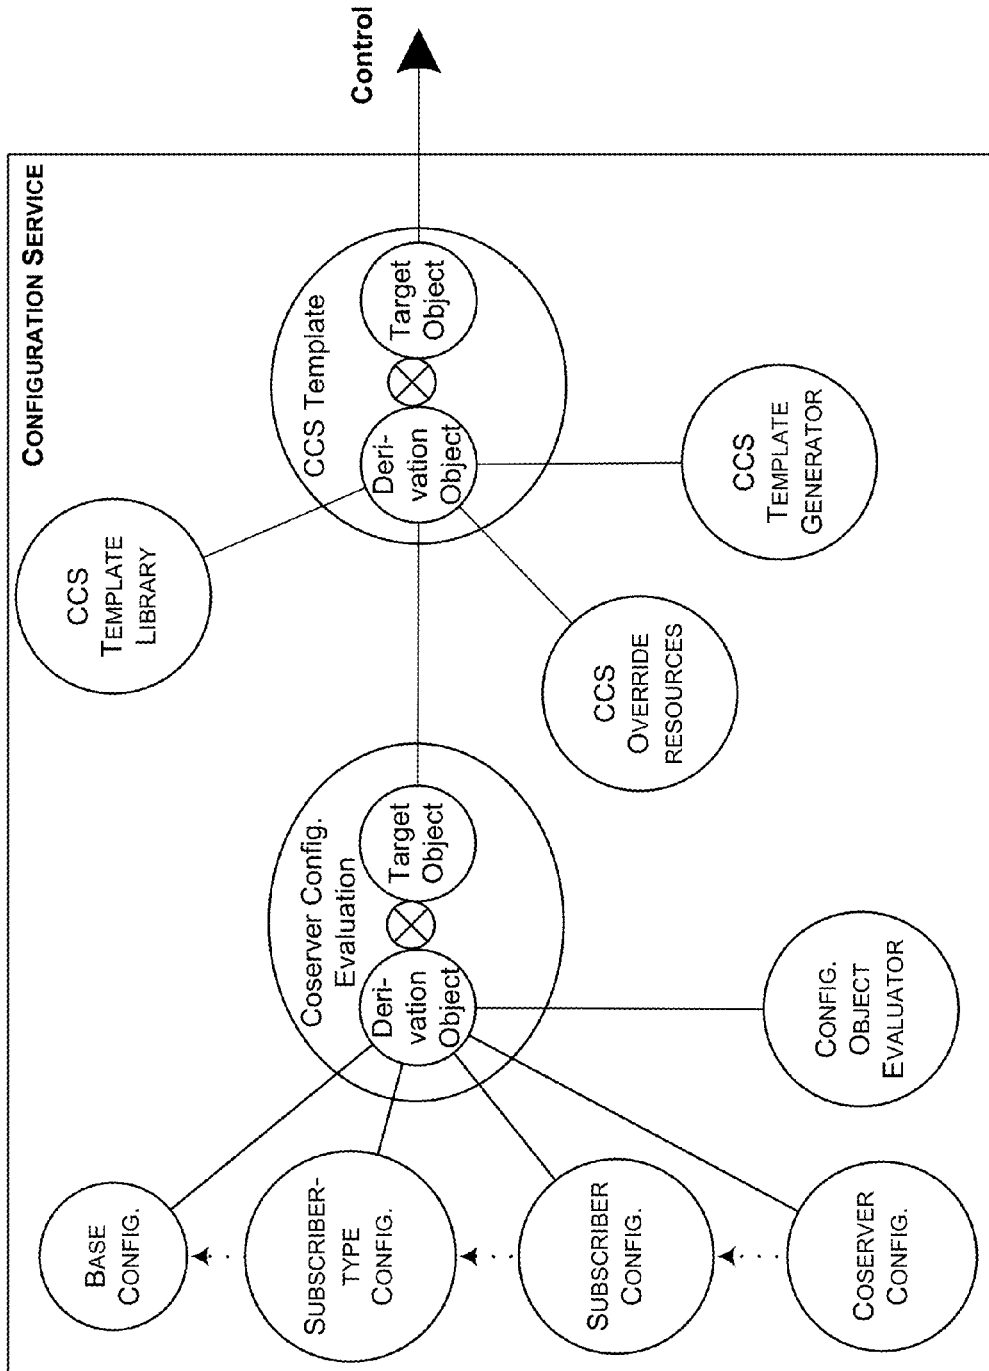 CONFIGURATION SERVICE
Control
CCS
TEMPLATE
LIBRARY
CCS Template
Deri-
vation
Object
Target
Object
CCS
OVERRIDE
RESOURCES
CCS
TEMPLATE
GENERATOR
Coserver Config.
Evaluation
Deri-
vation
Object
Target
Object
CONFIG.
OBJECT
EVALUATOR
BASE
CONFIG.
SUBSCRIBER-
TYPE
CONFIG.
SUBSCRIBER
CONFIG.
COSERVER
CONFIG.